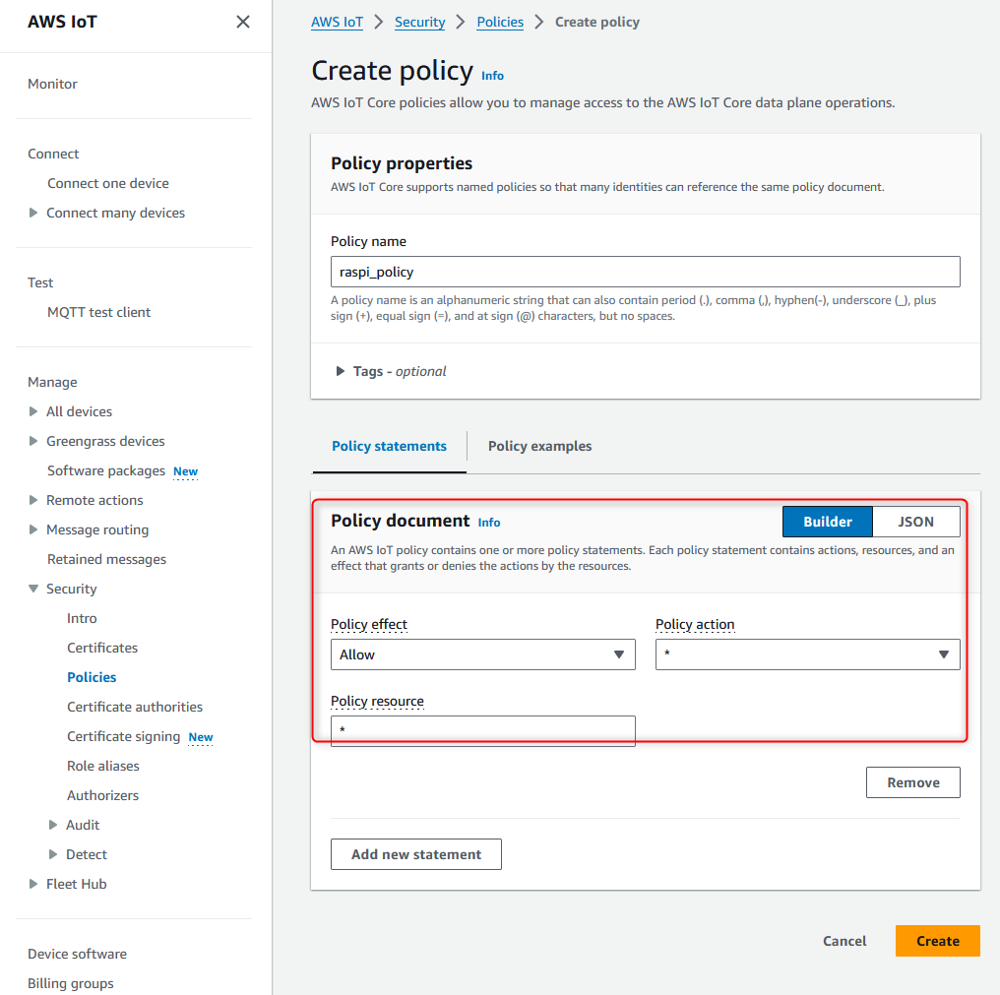 AWS IoT
Monitor
Connect
Connect one device
Connect many devices
Test
MQTT test client
Manage
All devices
Greengrass devices
Software packages New
Remote actions
Message routing
Retained messages
Security
Intro
Certificates
Policies
Certificate authorities
Certificate signing New
Role aliases
Authorizers
Audit
Detect
Fleet Hub
Device software
Billing groups
AWS IoT > Security > Policies > Create policy
Create policy Info
AWS IoT Core policies allow you to manage access to the AWS IoT Core data plane operations.
Policy properties
AWS IoT Core supports named policies so that many identities can reference the same policy document.
Policy name
raspi_policy
A policy name is an alphanumeric string that can also contain period (.), comma (,), hyphen(-), underscore (_), plus
sign (+), equal sign (=), and at sign (@) characters, but no spaces.
Tags - optional
Policy statements Policy examples
Policy document Info
Builder JSON
An AWS IoT policy contains one or more policy statements. Each policy statement contains actions, resources, and an
effect that grants or denies the actions by the resources.
Policy effect Policy action
Allow *
Policy resource
*
Remove
Add new statement
Cancel Create